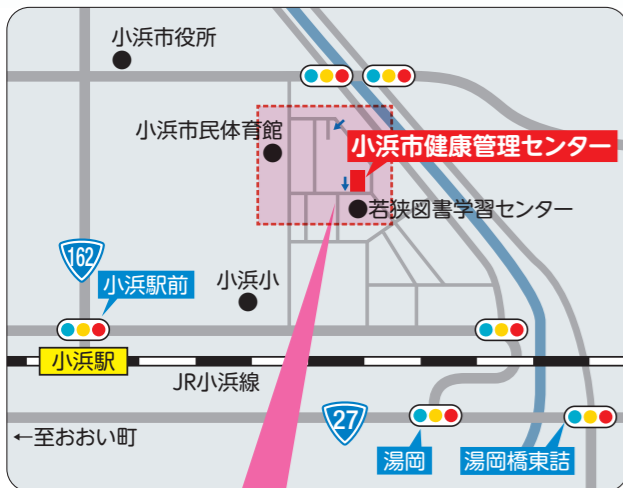 小浜市役所
小浜市民体育館
小浜市健康管理センター
若狭図書学習センター
162
小浜駅前
小浜小
小浜駅
JR小浜線
27
←至おおい町
湯岡
湯岡橋東詰